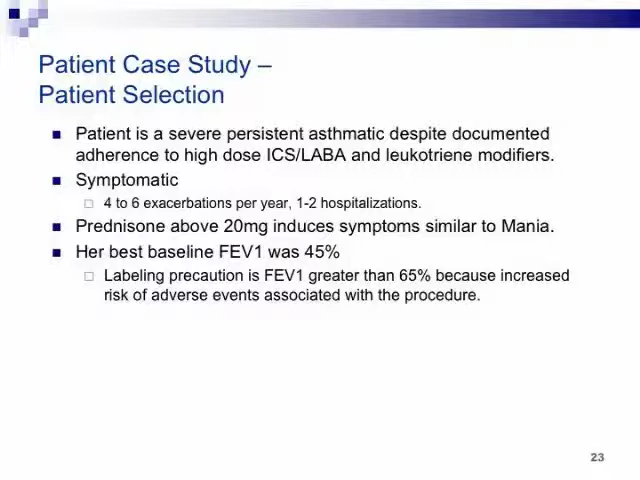 Patient Case Study –
Patient Selection
Patient is a severe persistent asthmatic despite documented
adherence to high dose ICS/LABA and leukotriene modifiers.
Symptomatic
4 to 6 exacerbations per year, 1-2 hospitalizations.
Prednisone above 20mg induces symptoms similar to Mania.
Her best baseline FEV1 was 45%
Labeling precaution is FEV1 greater than 65% because increased
risk of adverse events associated with the procedure.
23